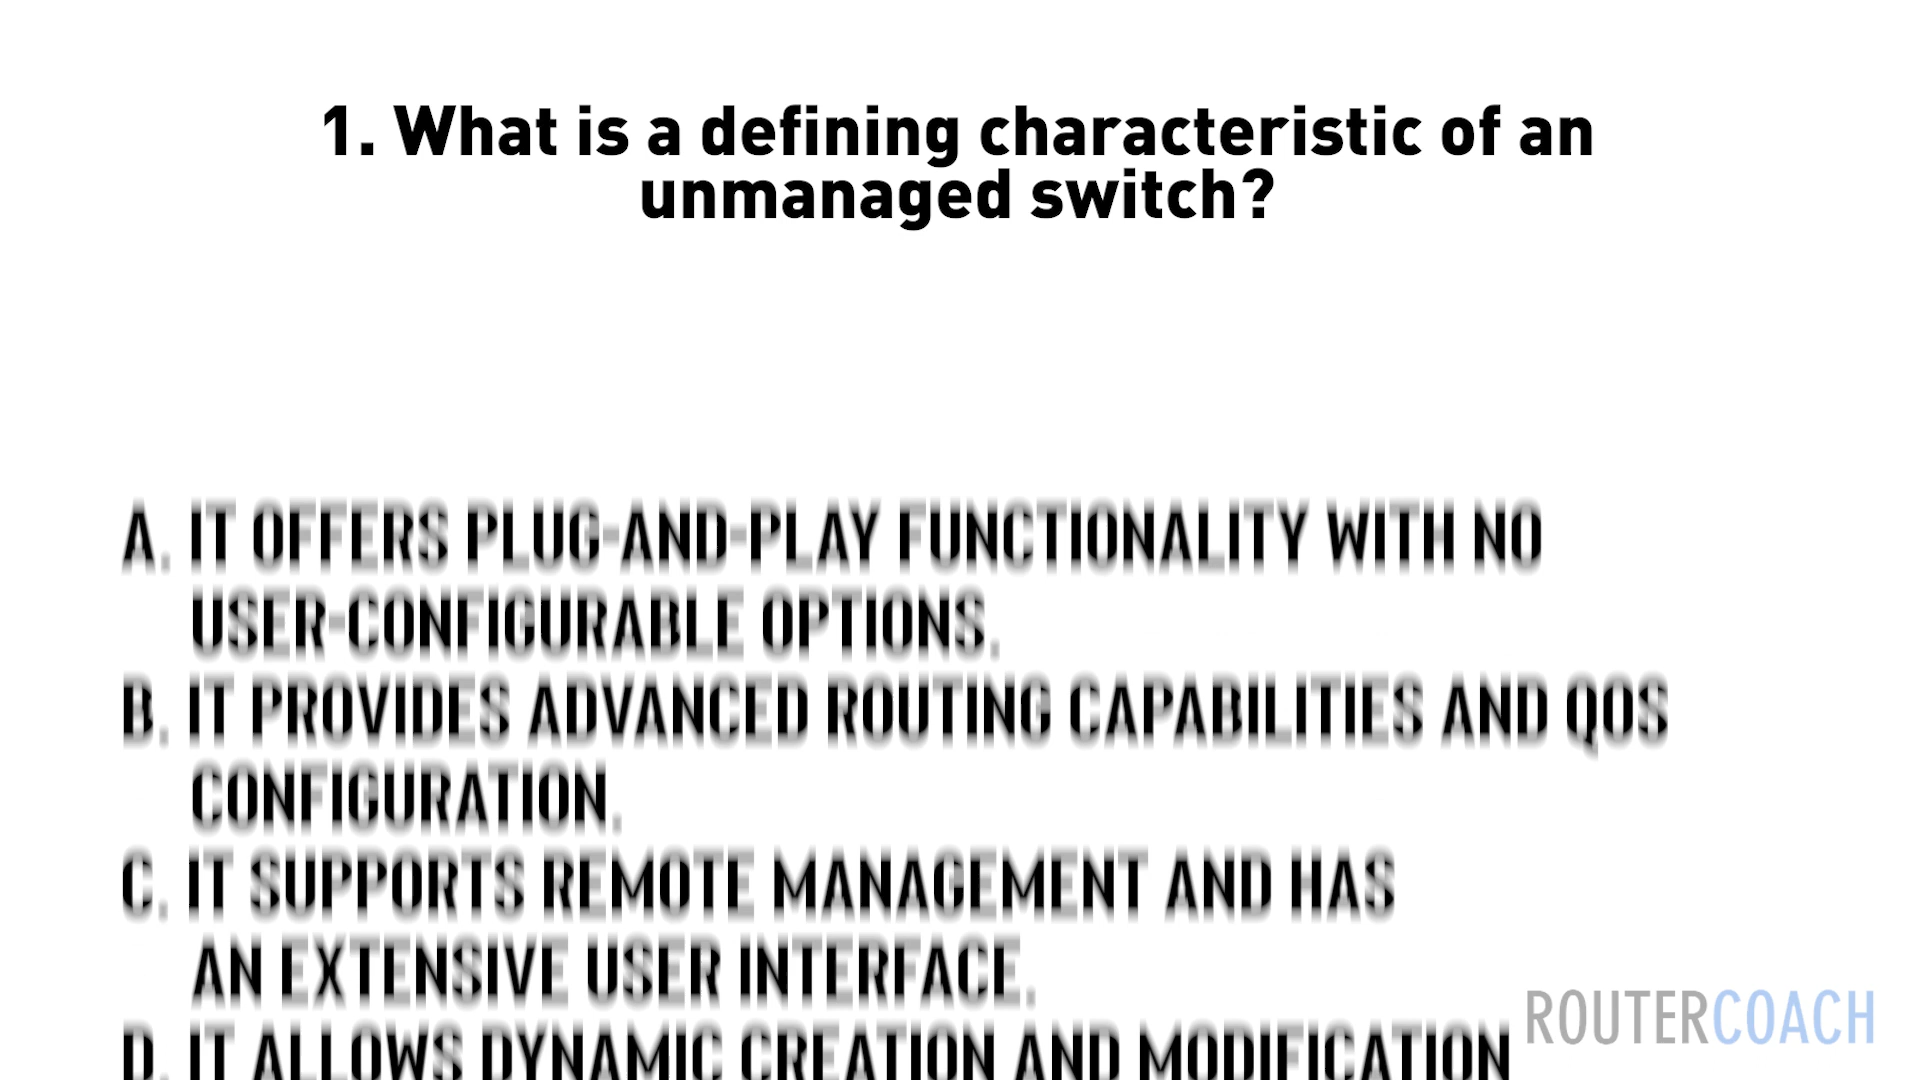 1. What is a defining characteristic of an
unmanaged switch?
A. IT OFFERS PLUG-AND-PLAY FUNCTIONALITY WITH NO
USER-CONFIGURABLE OPTIONS.
B. IT PROVIDES ADVANCED ROUTING CAPABILITIES AND QOS
CONFIGURATION.
C. IT SUPPORTS REMOTE MANAGEMENT AND HAS
AN EXTENSIVE USER INTERFACE.
D. IT ALLOWS DYNAMIC CREATION AND MODIFICATION
ROUTERCOACH